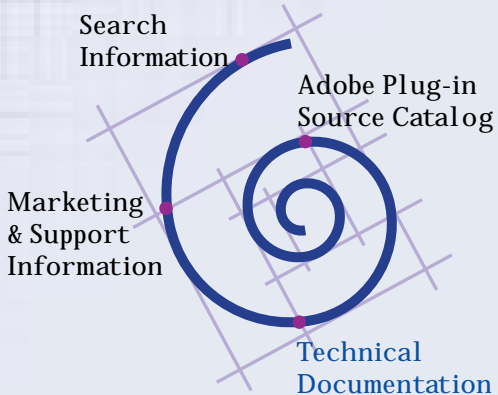 Search
Information
Adobe Plug-in
Source Catalog
Marketing
& Support
Information
Technical
Documentation